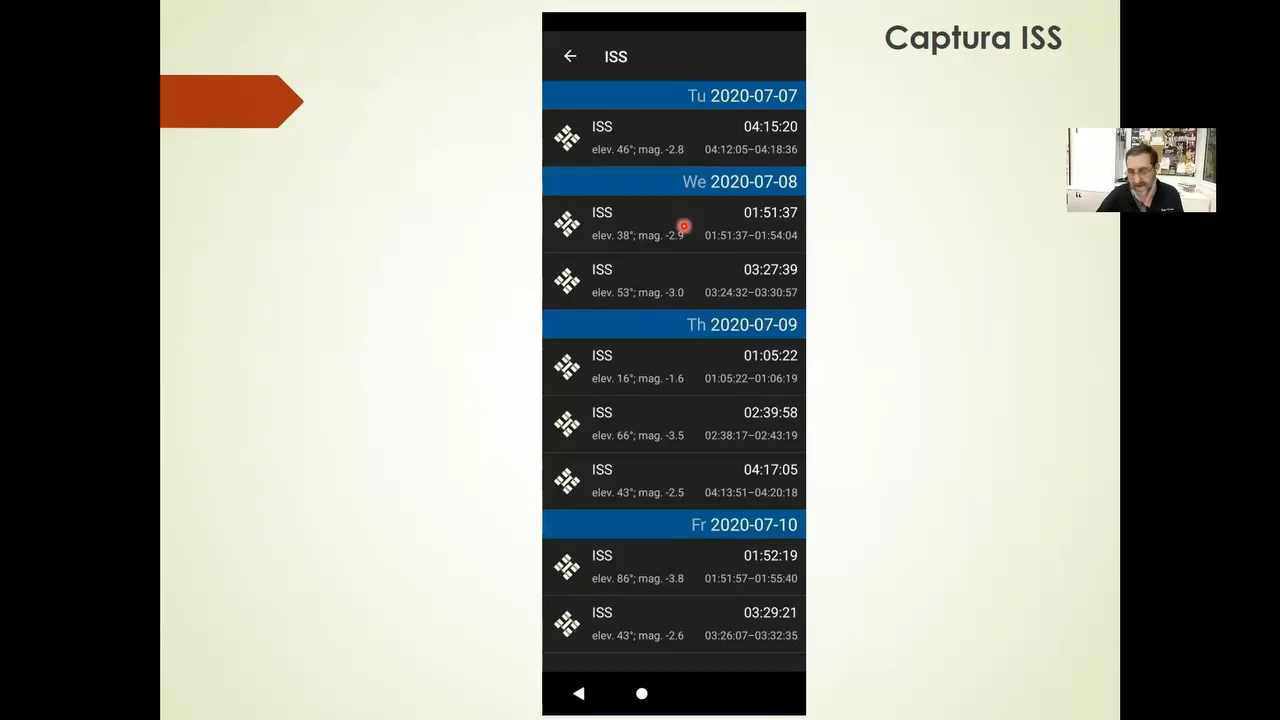 Captura ISS
ISS
Tu 2020-07-07
ISS 04:15:20
elev. 46°; mag. -2.8 04:12:05–04:18:36
We 2020-07-08
ISS 01:51:37
elev. 38°; mag. -2.9 01:51:37–01:54:04
ISS 03:27:39
elev. 53°; mag. -3.0 03:24:32–03:30:57
Th 2020-07-09
ISS 01:05:22
elev. 16°; mag. -1.6 01:05:22–01:06:19
ISS 02:39:58
elev. 66°; mag. -3.5 02:38:17–02:43:19
ISS 04:17:05
elev. 43°; mag. -2.5 04:13:51–04:20:18
Fr 2020-07-10
ISS 01:52:19
elev. 86°; mag. -3.8 01:51:57–01:55:40
ISS 03:29:21
elev. 43°; mag. -2.6 03:26:07–03:32:35